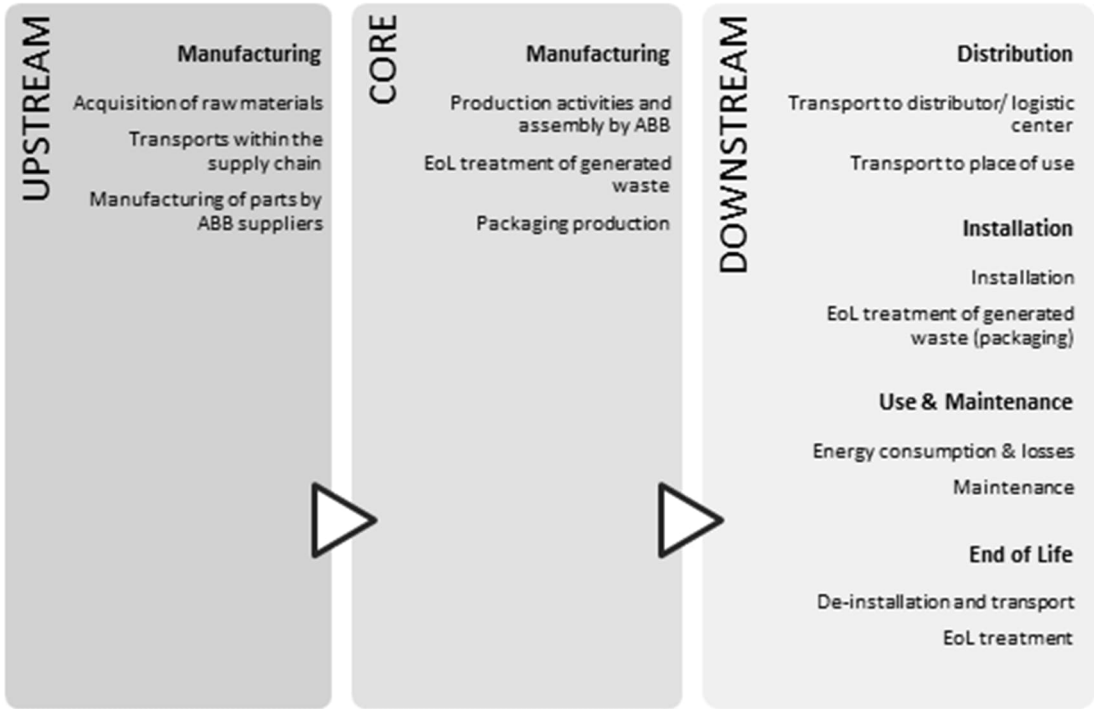 UPSTREAM
Manufacturing
Acquisition of raw materials
Transports within the
supply chain
Manufacturing of parts by
ABB suppliers
CORE
Manufacturing
Production activities and
assembly by ABB
EoL treatment of generated
waste
Packaging production
DOWNSTREAM
Distribution
Transport to distributor/ logistic
center
Transport to place of use
Installation
Installation
EoL treatment of generated
waste (packaging)
Use & Maintenance
Energy consumption & losses
Maintenance
End of Life
De-installation and transport
EoL treatment